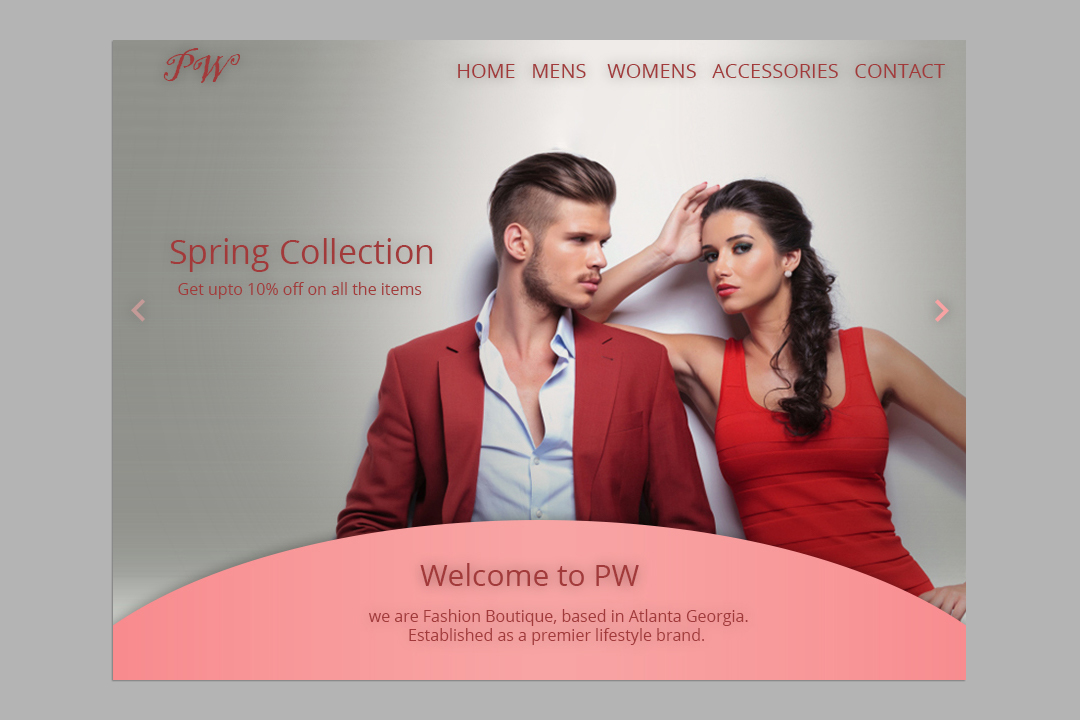 PW
HOME MENS WOMENS ACCESSORIES CONTACT
Spring Collection
Get upto 10% off on all the items
Welcome to PW
we are Fashion Boutique, based in Atlanta Georgia.
Established as a premier lifestyle brand.